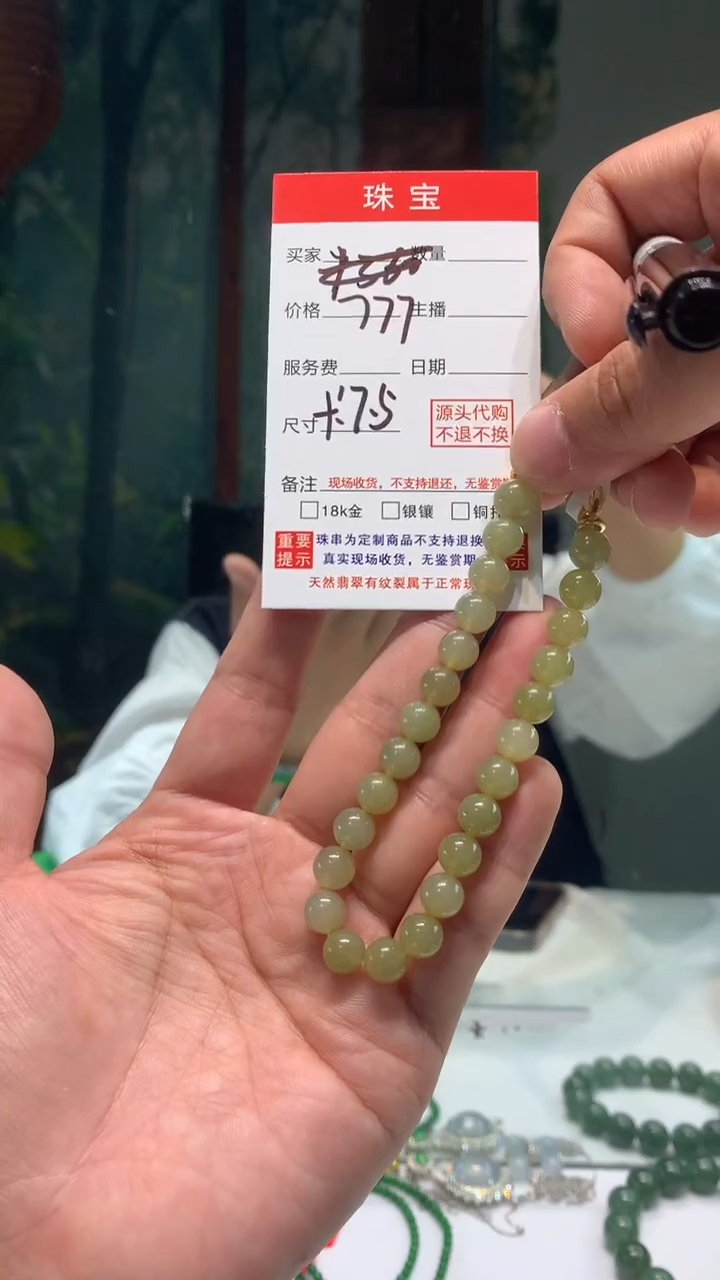 珠宝
买家 数量
价格 777 主播
服务费 日期
尺寸 7.5
源头代购
不退不换
备注 现场收货，不支持退还，无鉴赏
18k金 银镶 铜
重要
提示
珠串为定制商品不支持退换
真实现场收货，无鉴赏期
示
天然翡翠有纹裂属于正常